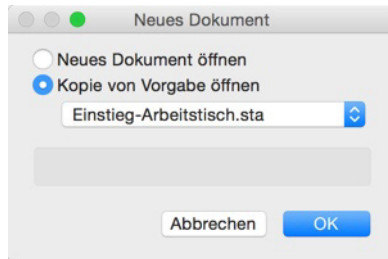 Neues Dokument
Neues Dokument öffnen
Kopie von Vorgabe öffnen
Einstieg-Arbeitstisch.sta
Abbrechen
OK